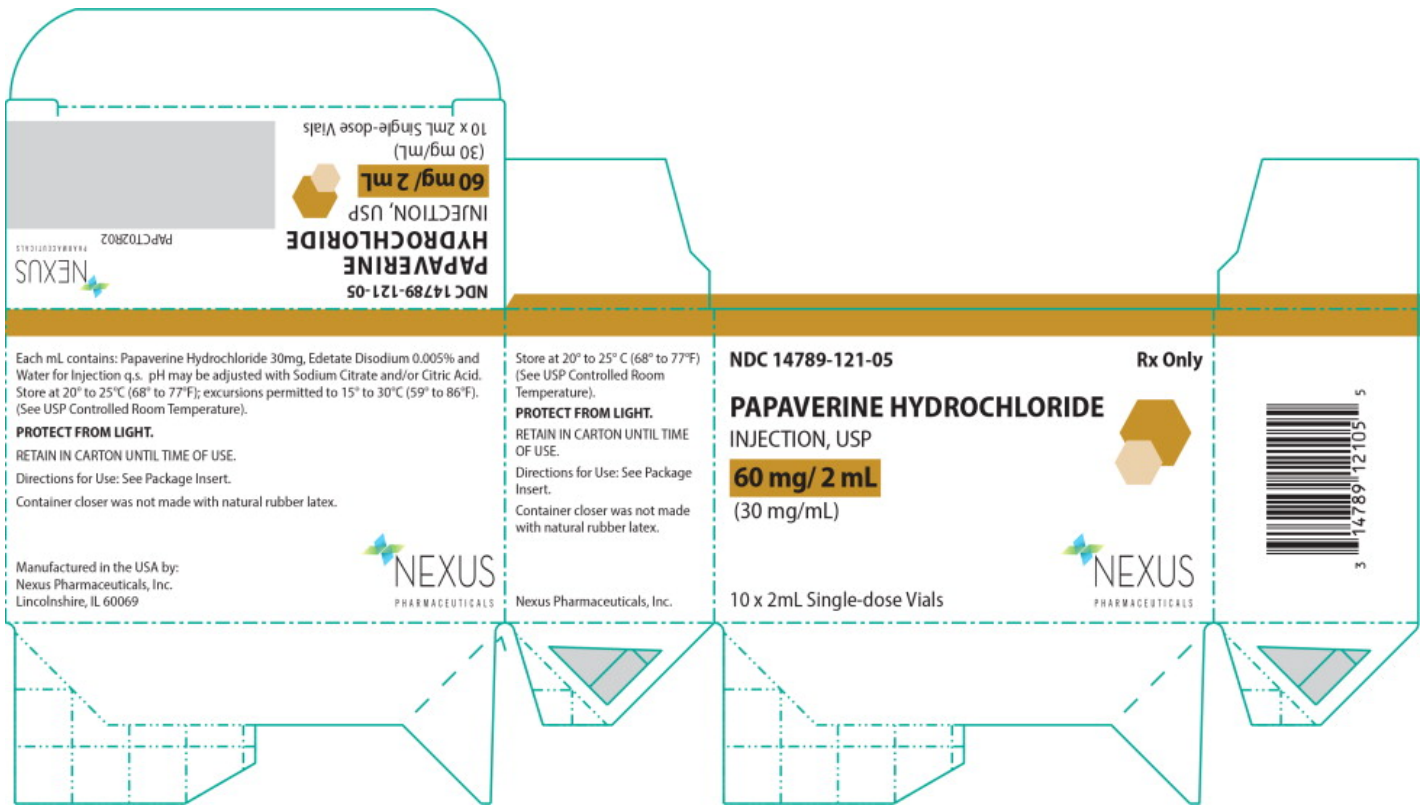 NDC 14789-121-05
PAPAVERINE
HYDROCHLORIDE
INJECTION, USP
60 mg/ 2 mL
(30 mg/mL)
10 x 2mL Single-dose Vials
NEXUS
PHARMACEUTICALS
PAPCT02R02
Each mL contains: Papaverine Hydrochloride 30mg, Edetate Disodium 0.005% and
Water for Injection q.s. pH may be adjusted with Sodium Citrate and/or Citric Acid.
Store at 20° to 25°C (68° to 77°F); excursions permitted to 15° to 30°C (59° to 86°F).
(See USP Controlled Room Temperature).
PROTECT FROM LIGHT.
RETAIN IN CARTON UNTIL TIME OF USE.
Directions for Use: See Package Insert.
Container closer was not made with natural rubber latex.
Manufactured in the USA by:
Nexus Pharmaceuticals, Inc.
Lincolnshire, IL 60069
NEXUS
PHARMACEUTICALS
Store at 20° to 25° C (68° to 77°F)
(See USP Controlled Room
Temperature).
PROTECT FROM LIGHT.
RETAIN IN CARTON UNTIL TIME
OF USE.
Directions for Use: See Package
Insert.
Container closer was not made
with natural rubber latex.
Nexus Pharmaceuticals, Inc.
NDC 14789-121-05
Rx Only
PAPAVERINE HYDROCHLORIDE
INJECTION, USP
60 mg/ 2 mL
(30 mg/mL)
10 x 2mL Single-dose Vials
NEXUS
PHARMACEUTICALS
3 14789 12105 5